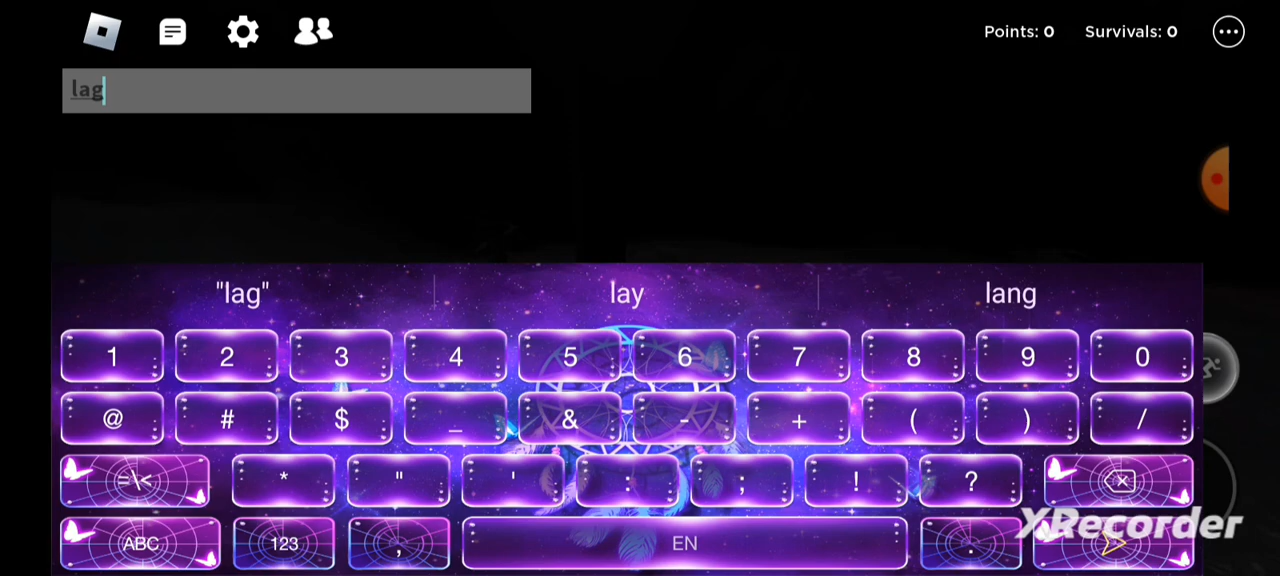 Points: 0 Survivals: 0
lag
"lag" lay lang
1 2 3 4 5 6 7 8 9 0
@ # $ _ & - + ( ) /
=\< * " ' : ; ! ?
XRecorder
ABC 123 , EN .